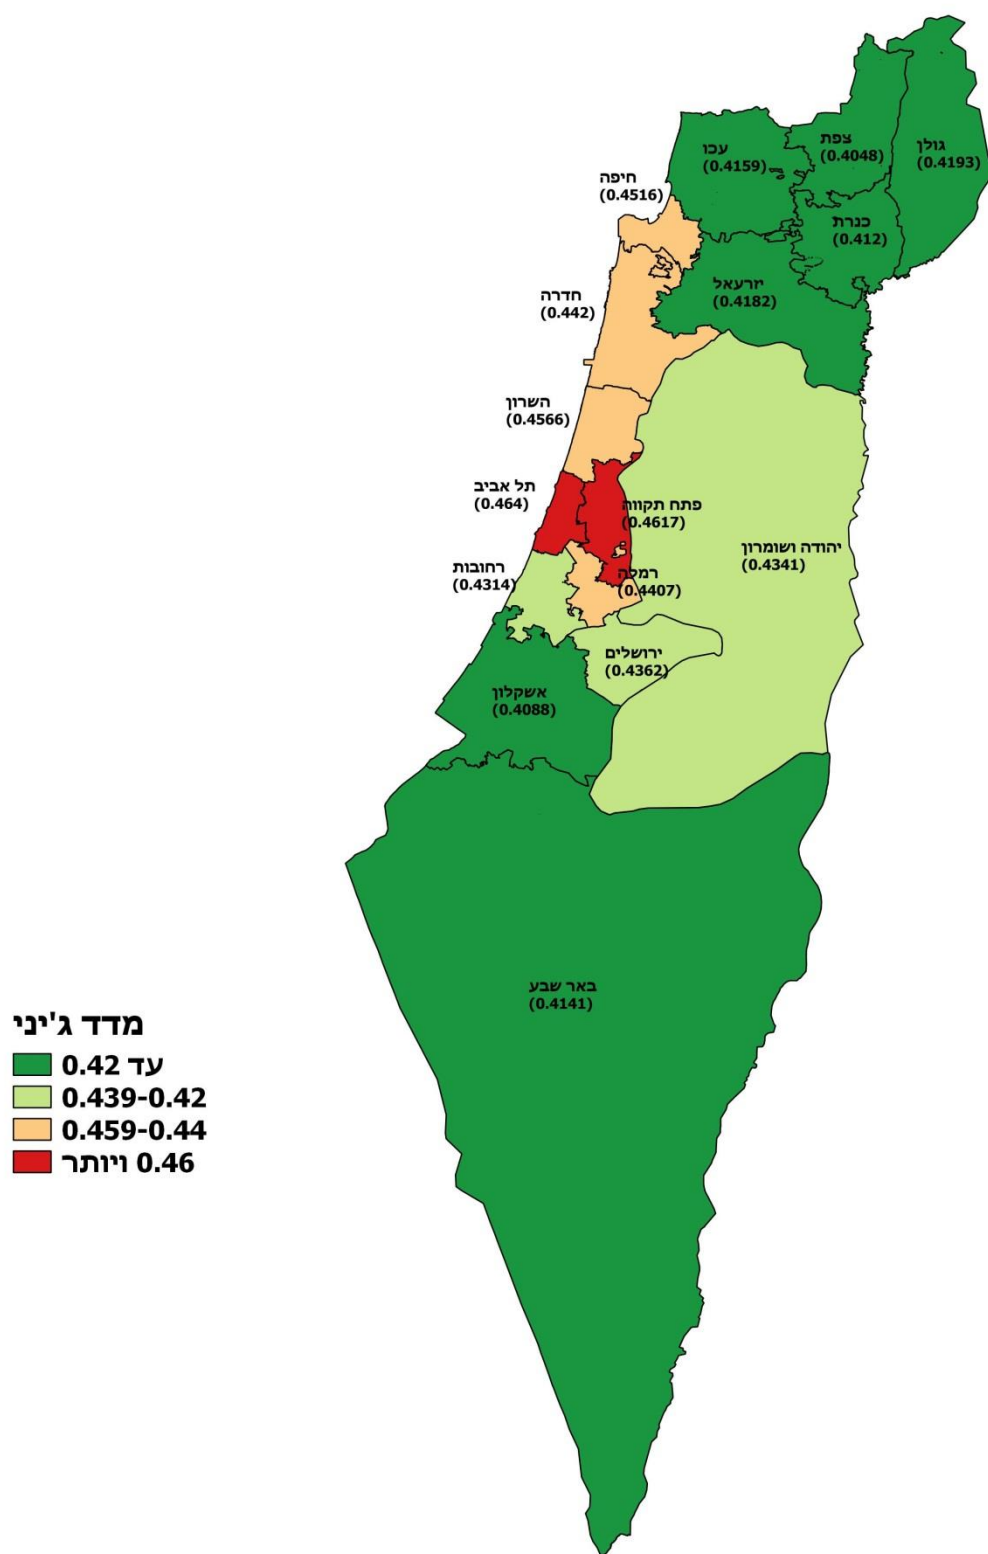 צפת
(0.4048)
גולן
(0.4193)
עכו
(0.4159)
חיפה
(0.4516)
כנרת
(0.412)
יזרעאל
(0.4182)
חדרה
(0.442)
השרון
(0.4566)
תל אביב
(0.464)
פתח תקווה
(0.4617)
יהודה ושומרון
(0.4341)
רחובות
(0.4314)
רמלה
(0.4407)
ירושלים
(0.4362)
אשקלון
(0.4088)
באר שבע
(0.4141)
מדד ג'יני
עד 0.42
0.439-0.42
0.459-0.44
0.46 ויותר